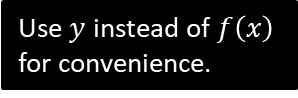 Use y instead of f(x)
for convenience.